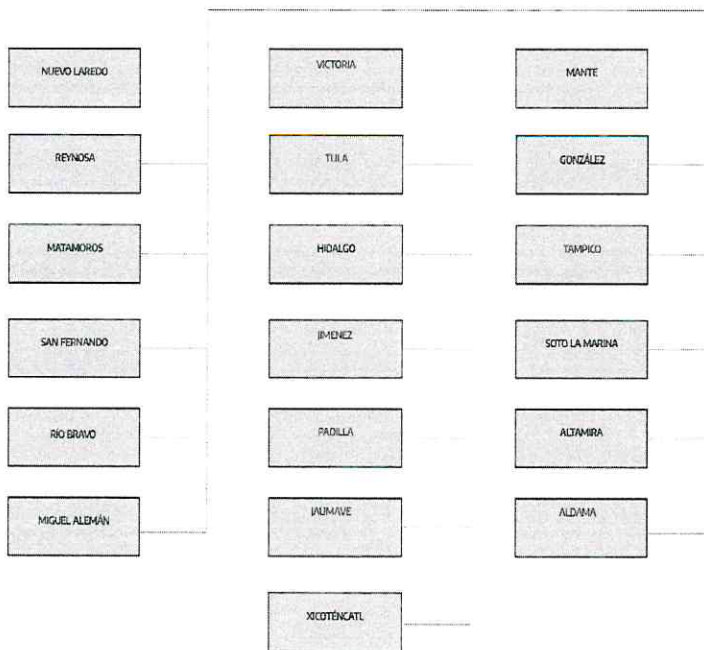 NUEVO LAREDO
VICTORIA
MANTE
REYNOSA
TULA
GONZÁLEZ
MATAMOROS
HIDALGO
TAMPICO
SAN FERNANDO
JIMENEZ
SOTO LA MARINA
RÍO BRAVO
PADILLA
ALTAMIRA
MIGUEL ALEMÁN
JAUMAVE
ALDAMA
XICOTÉNCATL